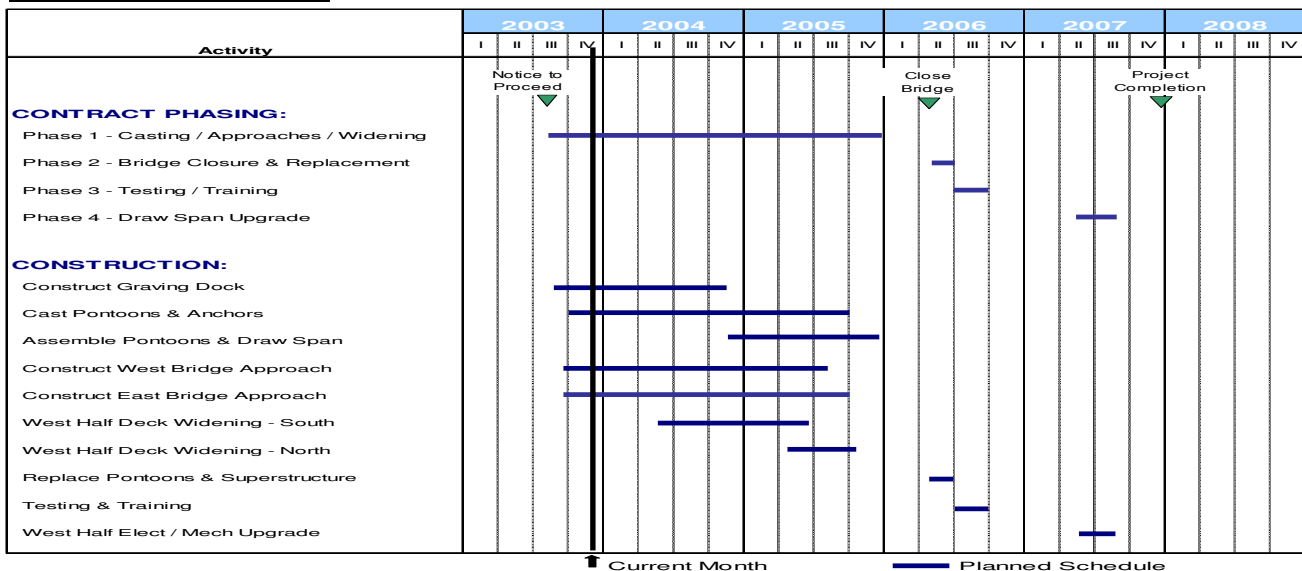 2003 2004 2005 2006 2007 2008
Activity I II III IV I II III IV I II III IV I II III IV I II III IV I II III IV
Notice to Proceed
Close Bridge
Project Completion
CONTRACT PHASING:
Phase 1 - Casting / Approaches / Widening
Phase 2 - Bridge Closure & Replacement
Phase 3 - Testing / Training
Phase 4 - Draw Span Upgrade
CONSTRUCTION:
Construct Graving Dock
Cast Pontoons & Anchors
Assemble Pontoons & Draw Span
Construct West Bridge Approach
Construct East Bridge Approach
West Half Deck Widening - South
West Half Deck Widening - North
Replace Pontoons & Superstructure
Testing & Training
West Half Elect / Mech Upgrade
Current Month Planned Schedule